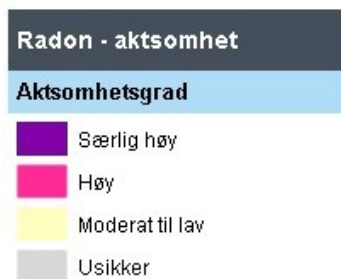 Radon - aktsomhet
Aktsomhetsgrad
Særlig høy
Høy
Moderat til lav
Usikker